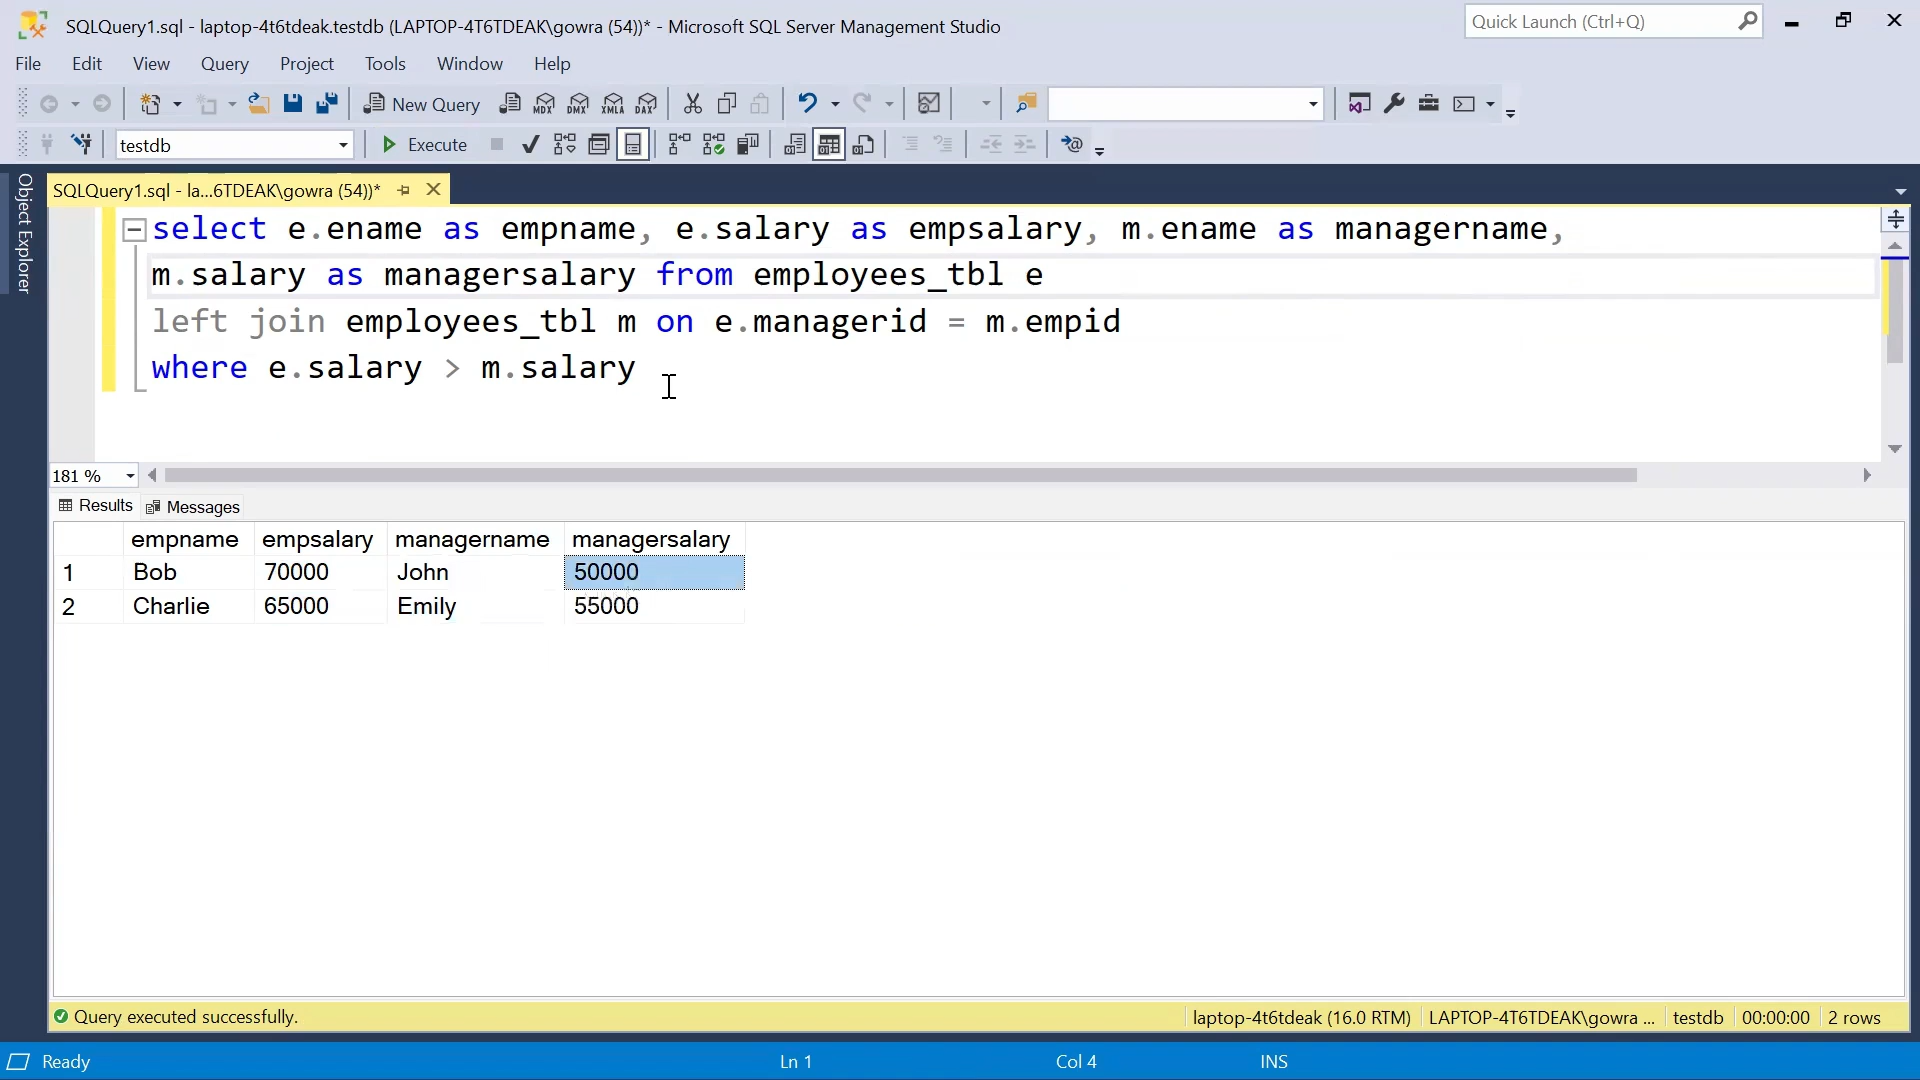 SQLQuery1.sql - laptop-4t6tdeak.testdb (LAPTOP-4T6TDEAK\gowra (54))* - Microsoft SQL Server Management Studio
Quick Launch (Ctrl+Q)
File Edit View Query Project Tools Window Help
New Query MDX DMX XMLA DAX
testdb Execute
Object Explorer
SQLQuery1.sql - la...6TDEAK\gowra (54))*
select e.ename as empname, e.salary as empsalary, m.ename as managername,
m.salary as managersalary from employees_tbl e
left join employees_tbl m on e.managerid = m.empid
where e.salary > m.salary
181 %
Results Messages
empname empsalary managername managersalary
1 Bob 70000 John 50000
2 Charlie 65000 Emily 55000
Query executed successfully. laptop-4t6tdeak (16.0 RTM) LAPTOP-4T6TDEAK\gowra ... testdb 00:00:00 2 rows
Ready Ln 1 Col 4 INS